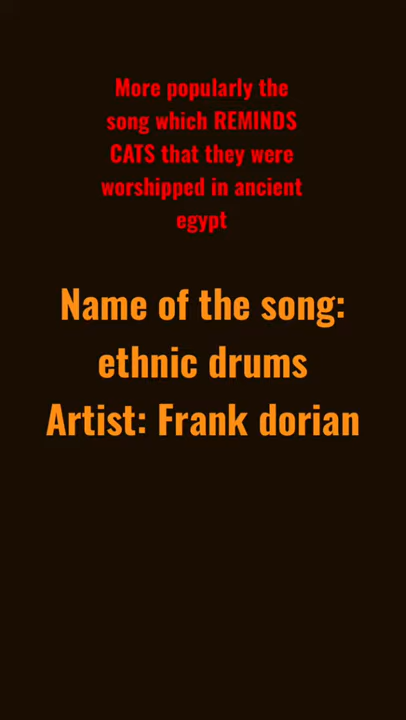 More popularly the
song which REMINDS
CATS that they were
worshipped in ancient
egypt
Name of the song:
ethnic drums
Artist: Frank dorian